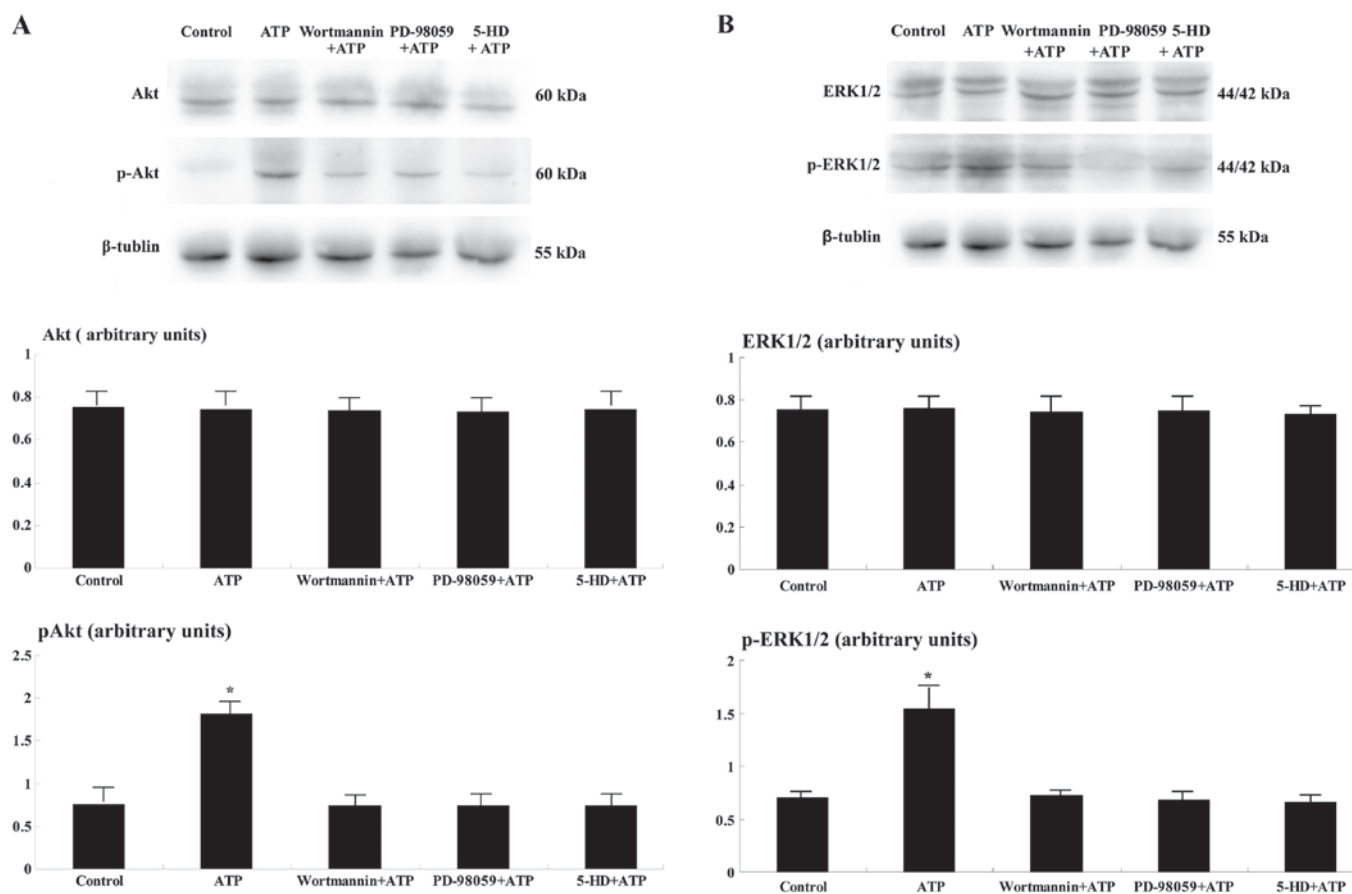 A
Control ATP Wortmannin PD-98059 5-HD
+ATP +ATP + ATP
Akt 60 kDa
p-Akt 60 kDa
β-tublin 55 kDa
Akt ( arbitrary units)
1
0.8
0.6
0.4
0.2
0
Control ATP Wortmannin+ATP PD-98059+ATP 5-HD+ATP
pAkt (arbitrary units)
2.5
2
*
1
0.5
0
Control ATP Wortmannin+ATP PD-98059+ATP 5-HD+ATP
B
Control ATP Wortmannin PD-98059 5-HD
+ATP +ATP + ATP
ERK1/2 44/42 kDa
p-ERK1/2 44/42 kDa
β-tublin 55 kDa
ERK1/2 (arbitrary units)
1
0.8
0.6
0.4
0.2
0
Control ATP Wortmannin+ATP PD-98059+ATP 5-HD+ATP
p-ERK1/2 (arbitrary units)
2
*
1.5
1
0.5
0
Control ATP Wortmannin+ATP PD-98059+ATP 5-HD+ATP